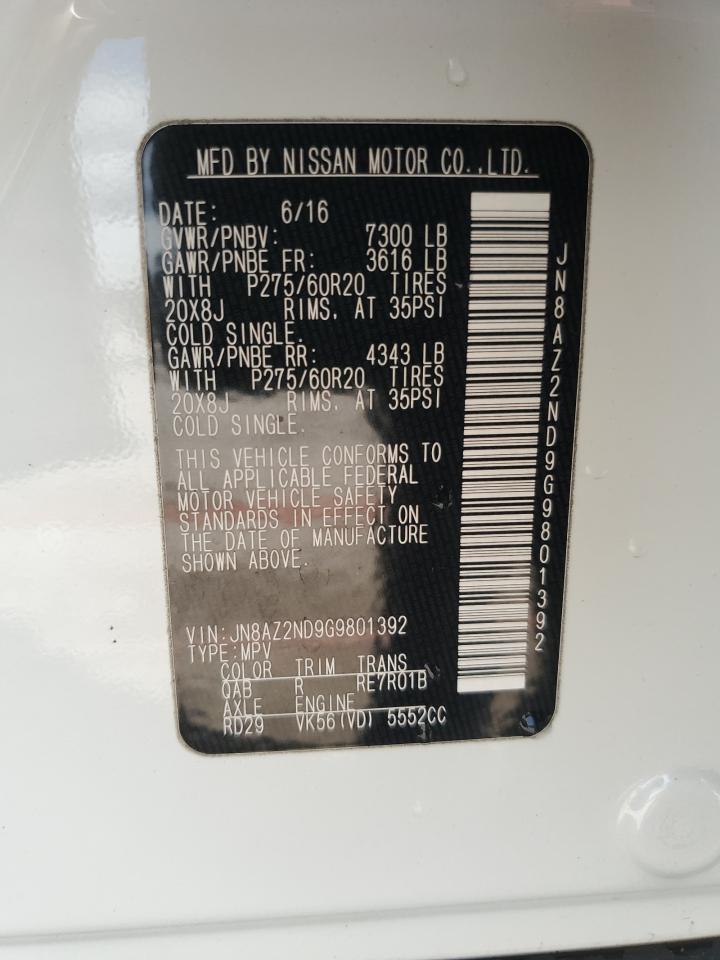 MFD BY NISSAN MOTOR CO.,LTD.
DATE: 6/16
GVWR/PNBV: 7300 LB
GAWR/PNBE FR: 3616 LB
WITH P275/60R20 TIRES
20X8J RIMS, AT 35PSI
COLD SINGLE.
GAWR/PNBE RR: 4343 LB
WITH P275/60R20 TIRES
20X8J RIMS, AT 35PSI
COLD SINGLE.
THIS VEHICLE CONFORMS TO
ALL APPLICABLE FEDERAL
MOTOR VEHICLE SAFETY
STANDARDS IN EFFECT ON
THE DATE OF MANUFACTURE
SHOWN ABOVE.
VIN:JN8AZ2ND9G9801392
TYPE:MPV
COLOR TRIM TRANS
QAB R RE7R01B
AXLE ENGINE
RD29 VK56(VD) 5552CC
JN8AZ2ND9G9801392